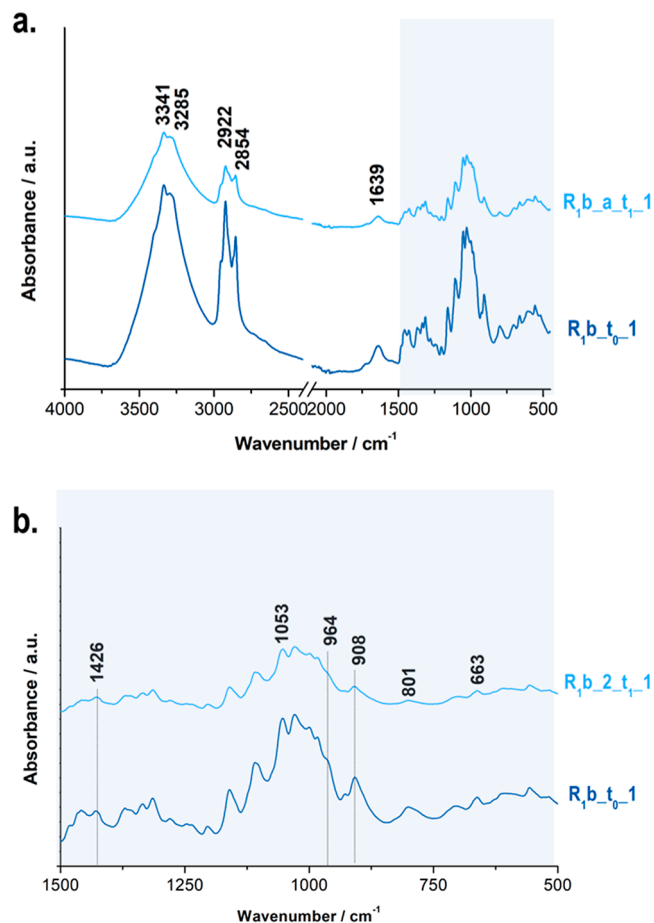 a.
3341
3285
2922
2854
1639
R₁b_a_t₁_1
R₁b_t₀_1
Absorbance / a.u.
4000 3500 3000 2500 2000 1500 1000 500
Wavenumber / cm⁻¹
b.
1426
1053
964
908
801
663
R₁b_2_t₁_1
R₁b_t₀_1
Absorbance / a.u.
1500 1250 1000 750 500
Wavenumber / cm⁻¹